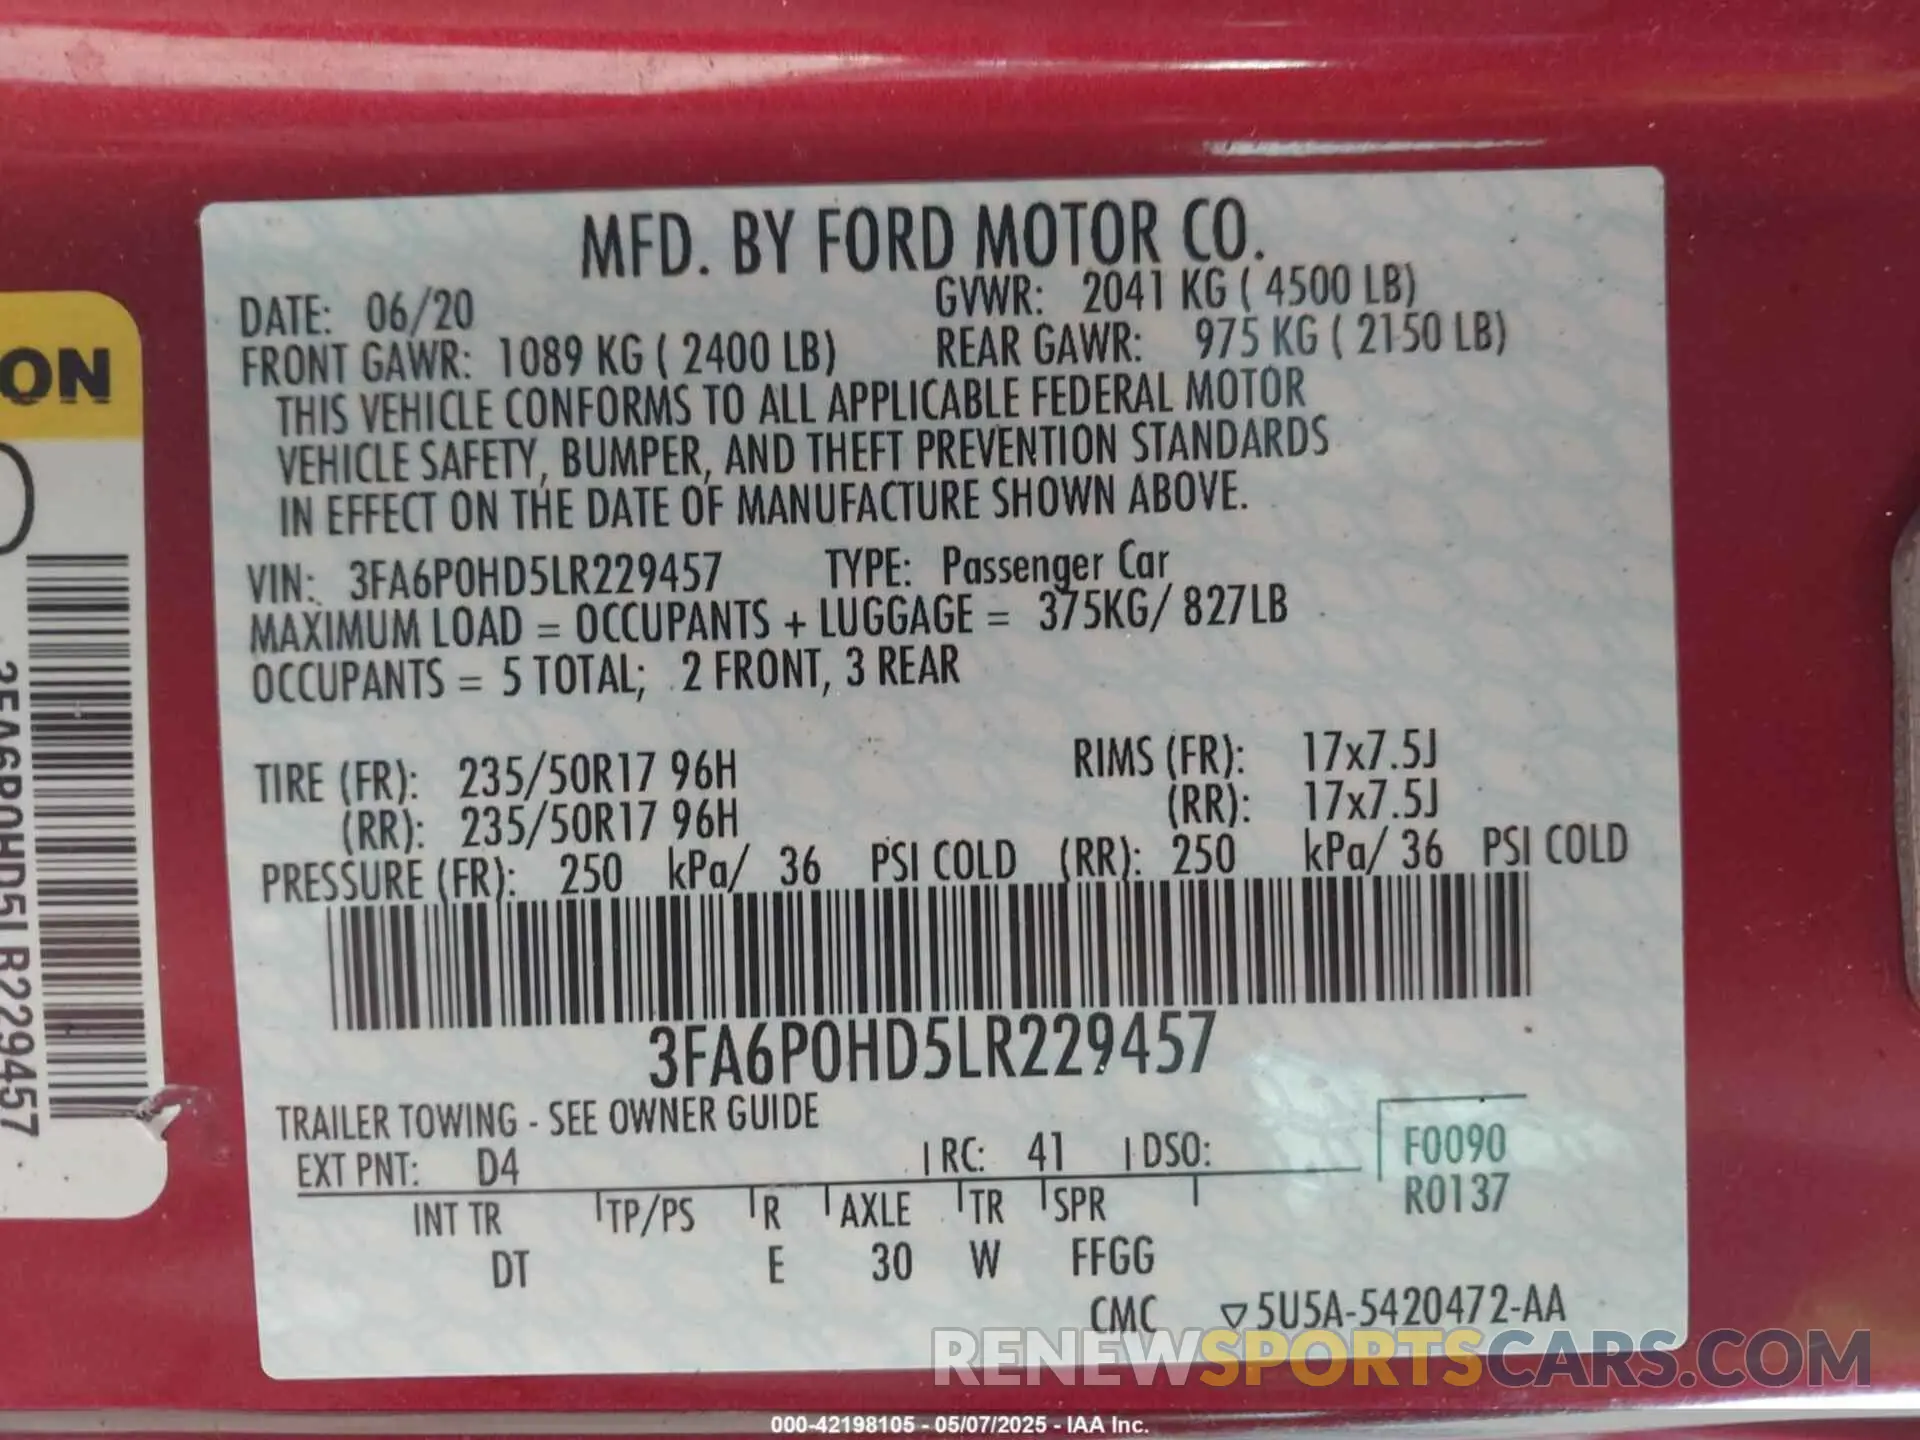 MFD. BY FORD MOTOR CO.
DATE: 06/20 GVWR: 2041 KG ( 4500 LB)
FRONT GAWR: 1089 KG ( 2400 LB) REAR GAWR: 975 KG ( 2150 LB)
THIS VEHICLE CONFORMS TO ALL APPLICABLE FEDERAL MOTOR
VEHICLE SAFETY, BUMPER, AND THEFT PREVENTION STANDARDS
IN EFFECT ON THE DATE OF MANUFACTURE SHOWN ABOVE.
VIN: 3FA6P0HD5LR229457 TYPE: Passenger Car
MAXIMUM LOAD = OCCUPANTS + LUGGAGE = 375KG/ 827LB
OCCUPANTS = 5 TOTAL; 2 FRONT, 3 REAR
TIRE (FR): 235/50R17 96H RIMS (FR): 17x7.5J
(RR): 235/50R17 96H (RR): 17x7.5J
PRESSURE (FR): 250 kPa/ 36 PSI COLD (RR): 250 kPa/ 36 PSI COLD
3FA6P0HD5LR229457
TRAILER TOWING - SEE OWNER GUIDE
EXT PNT: D4 RC: 41 DSO: F0090
R0137
INT TR TP/PS R AXLE TR SPR
DT E 30 W FFGG
CMC ▽5U5A-5420472-AA
ON
3FA6P0HD5LR229457
RENEWSPORTSCARS.COM
000-42198105 - 05/07/2025 - IAA Inc.